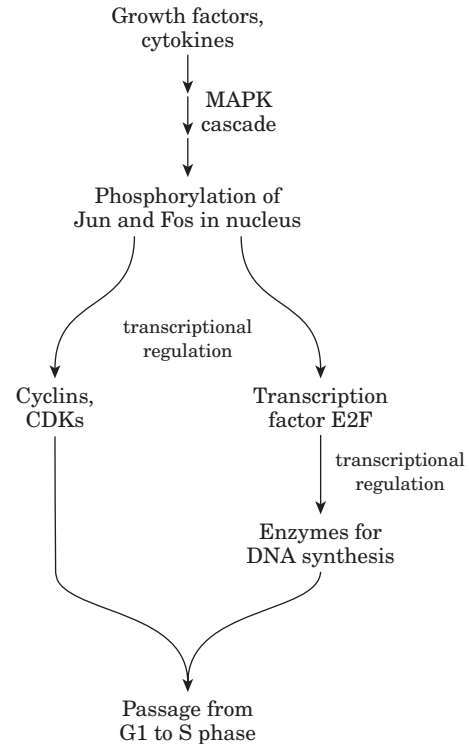 Growth factors,
cytokines
MAPK
cascade
Phosphorylation of
Jun and Fos in nucleus
transcriptional
regulation
Cyclins,
CDKs
Transcription
factor E2F
transcriptional
regulation
Enzymes for
DNA synthesis
Passage from
G1 to S phase